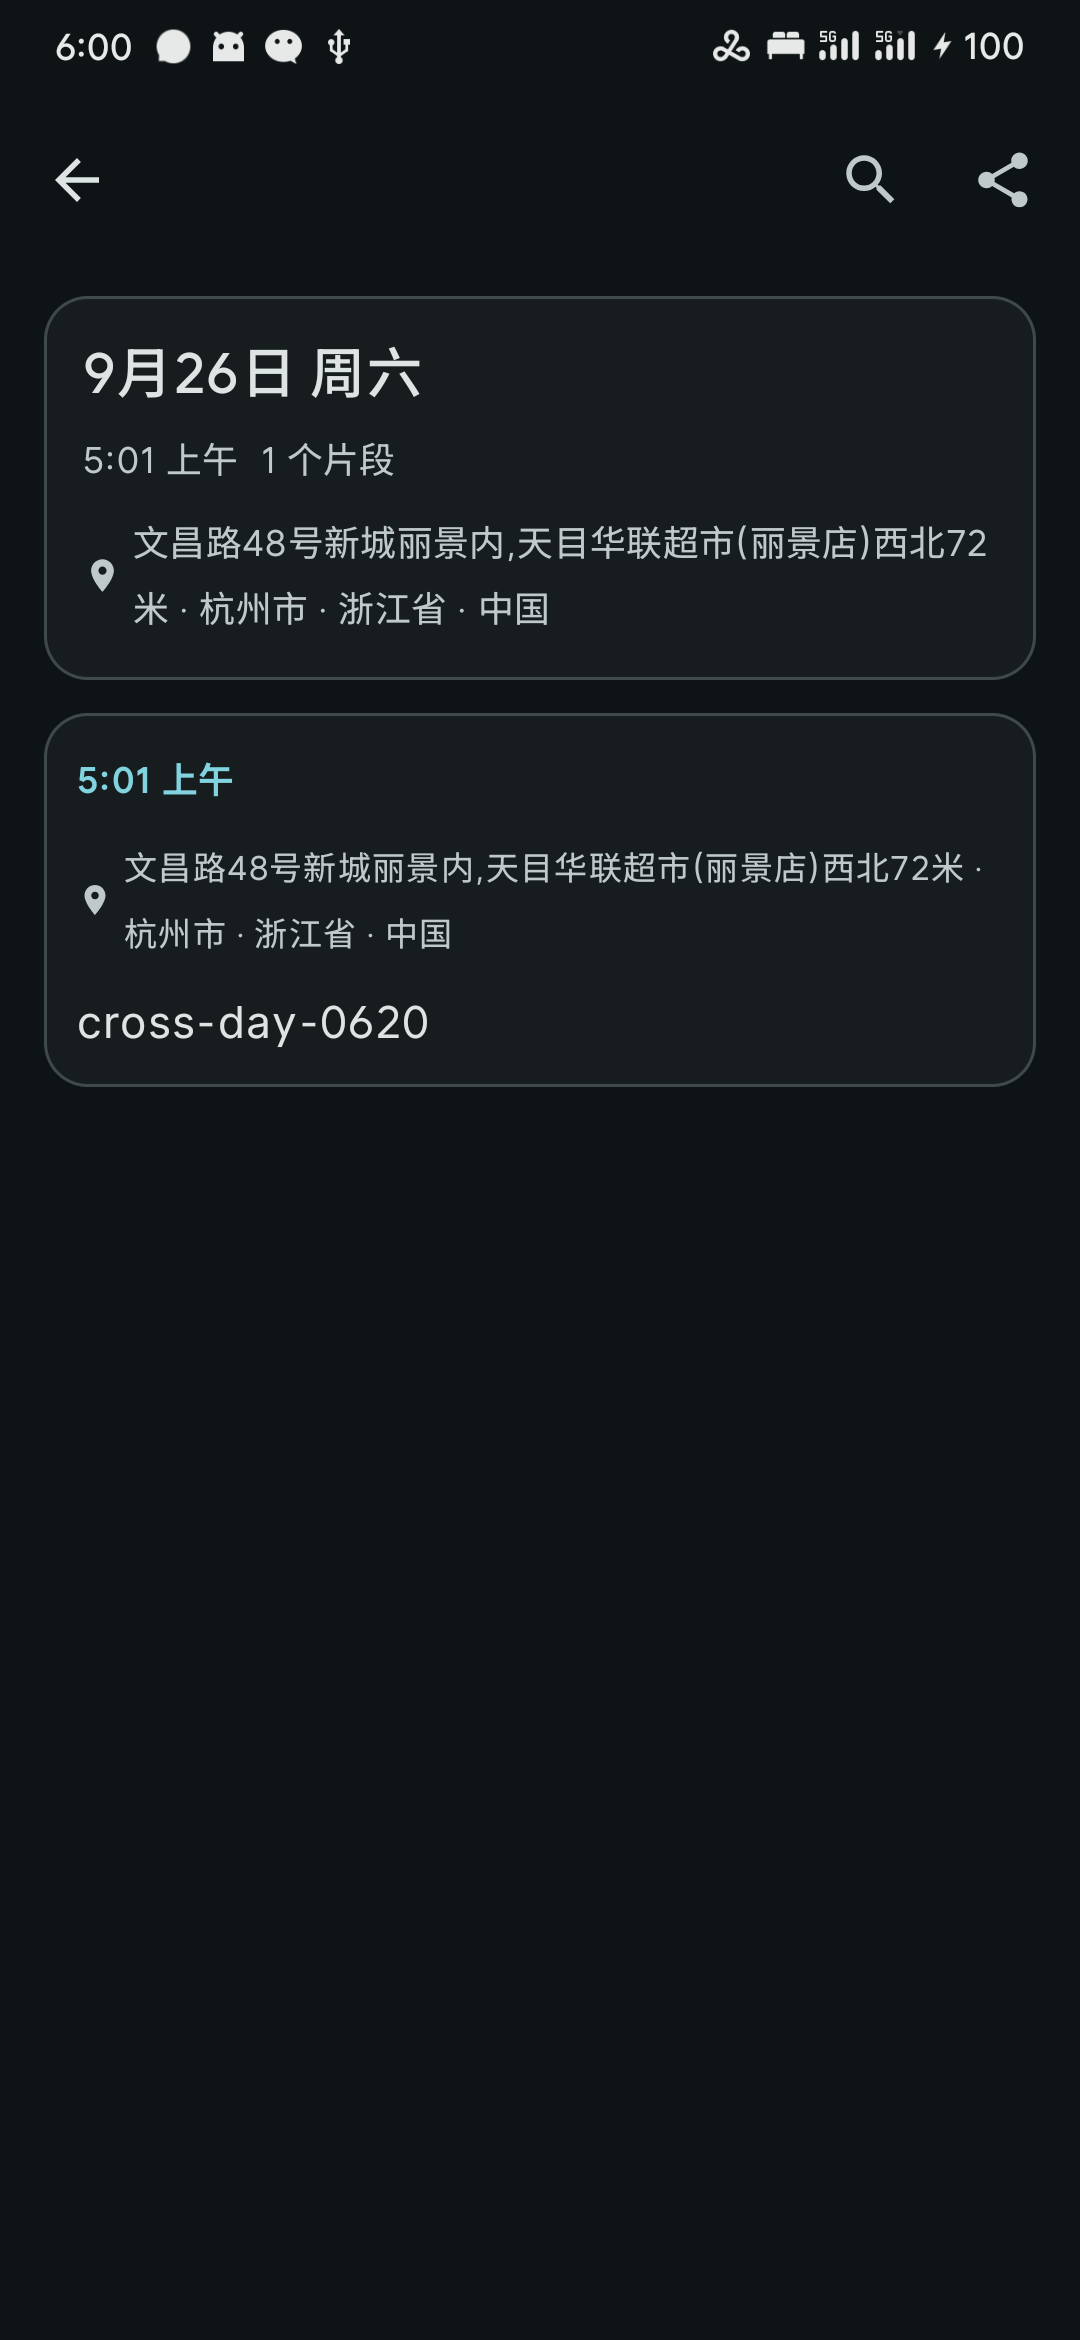 6:00 5G 5G 100
9月26日 周六
5:01 上午 1 个片段
文昌路48号新城丽景内,天目华联超市(丽景店)西北72
米 · 杭州市 · 浙江省 · 中国
5:01 上午
文昌路48号新城丽景内,天目华联超市(丽景店)西北72米 ·
杭州市 · 浙江省 · 中国
cross-day-0620